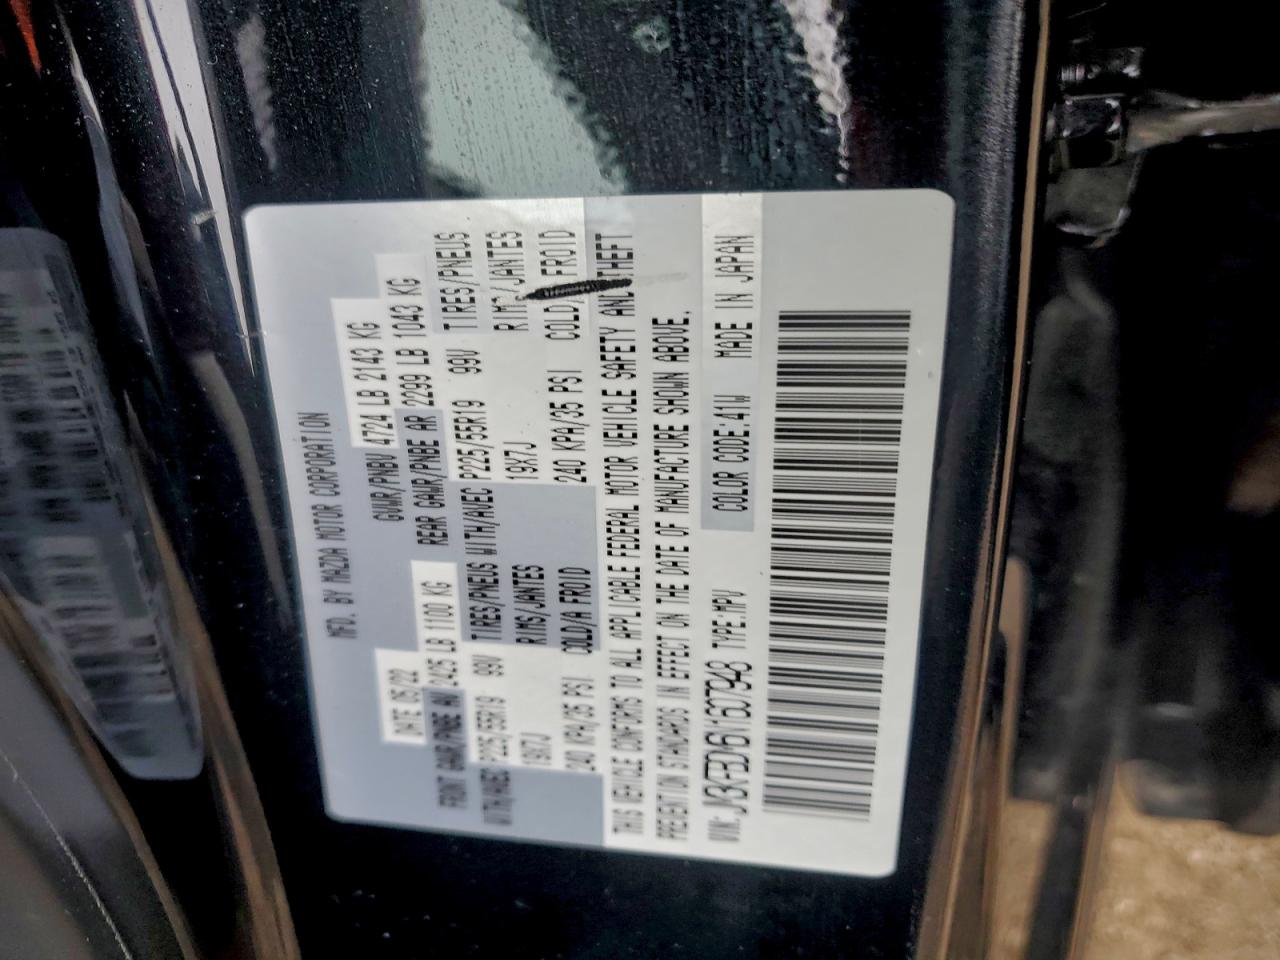 MFD. BY MAZDA MOTOR CORPORATION
DATE 05/22 GVWR/PNBV 4724 LB 2143 KG
FRONT GAWR/PNBE AV 2425 LB 1100 KG REAR GAWR/PNBE AR 2299 LB 1043 KG
WITH/AVEC P225/55R19 99V TIRES/PNEUS WITH/AVEC P225/55R19 99V TIRES/PNEUS
19X7J RIMS/JANTES 19X7J RIMS/JANTES
240 KPA/35 PSI COLD/A FROID 240 KPA/35 PSI COLD/ FROID
THIS VEHICLE CONFORMS TO ALL APPLICABLE FEDERAL MOTOR VEHICLE SAFETY AND THEFT
PREVENTION STANDARDS IN EFFECT ON THE DATE OF MANUFACTURE SHOWN ABOVE.
VIN: TYPE:MPV COLOR CODE:41W MADE IN JAPAN